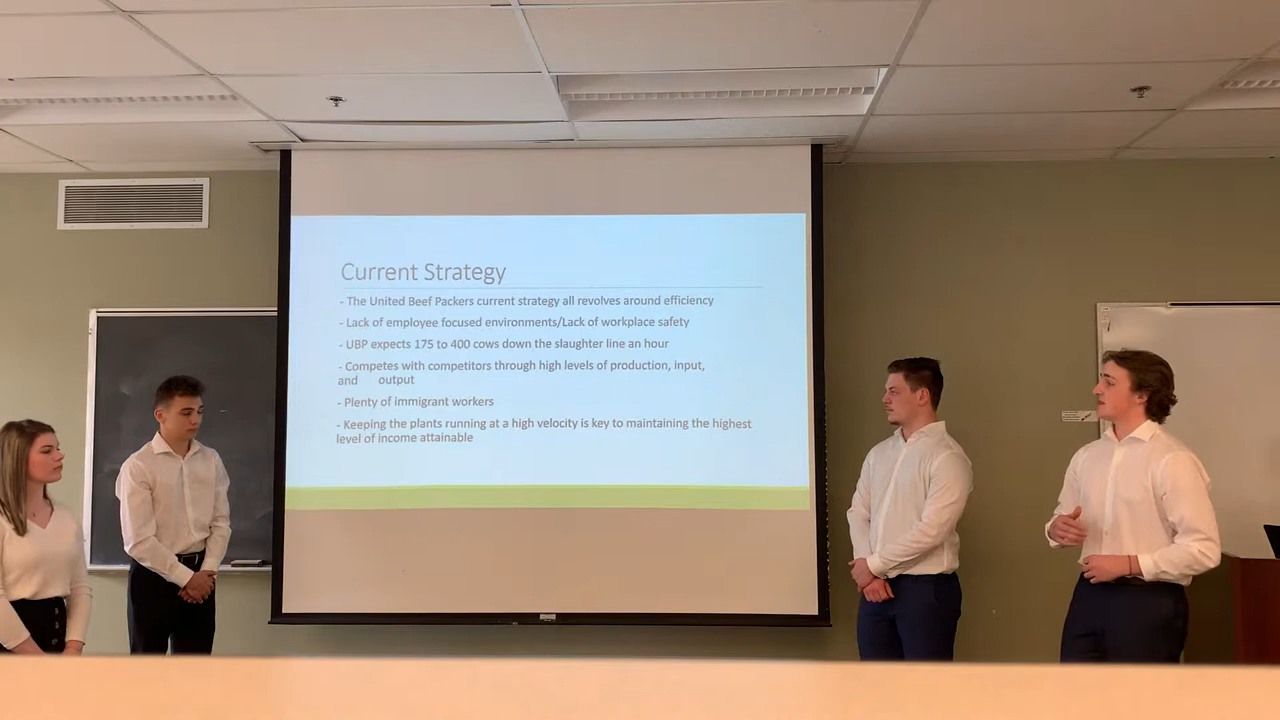 Current Strategy
- The United Beef Packers current strategy all revolves around efficiency
- Lack of employee focused environments/Lack of workplace safety
- UBP expects 175 to 400 cows down the slaughter line an hour
- Competes with competitors through high levels of production, input,
and output
- Plenty of immigrant workers
- Keeping the plants running at a high velocity is key to maintaining the highest
level of income attainable